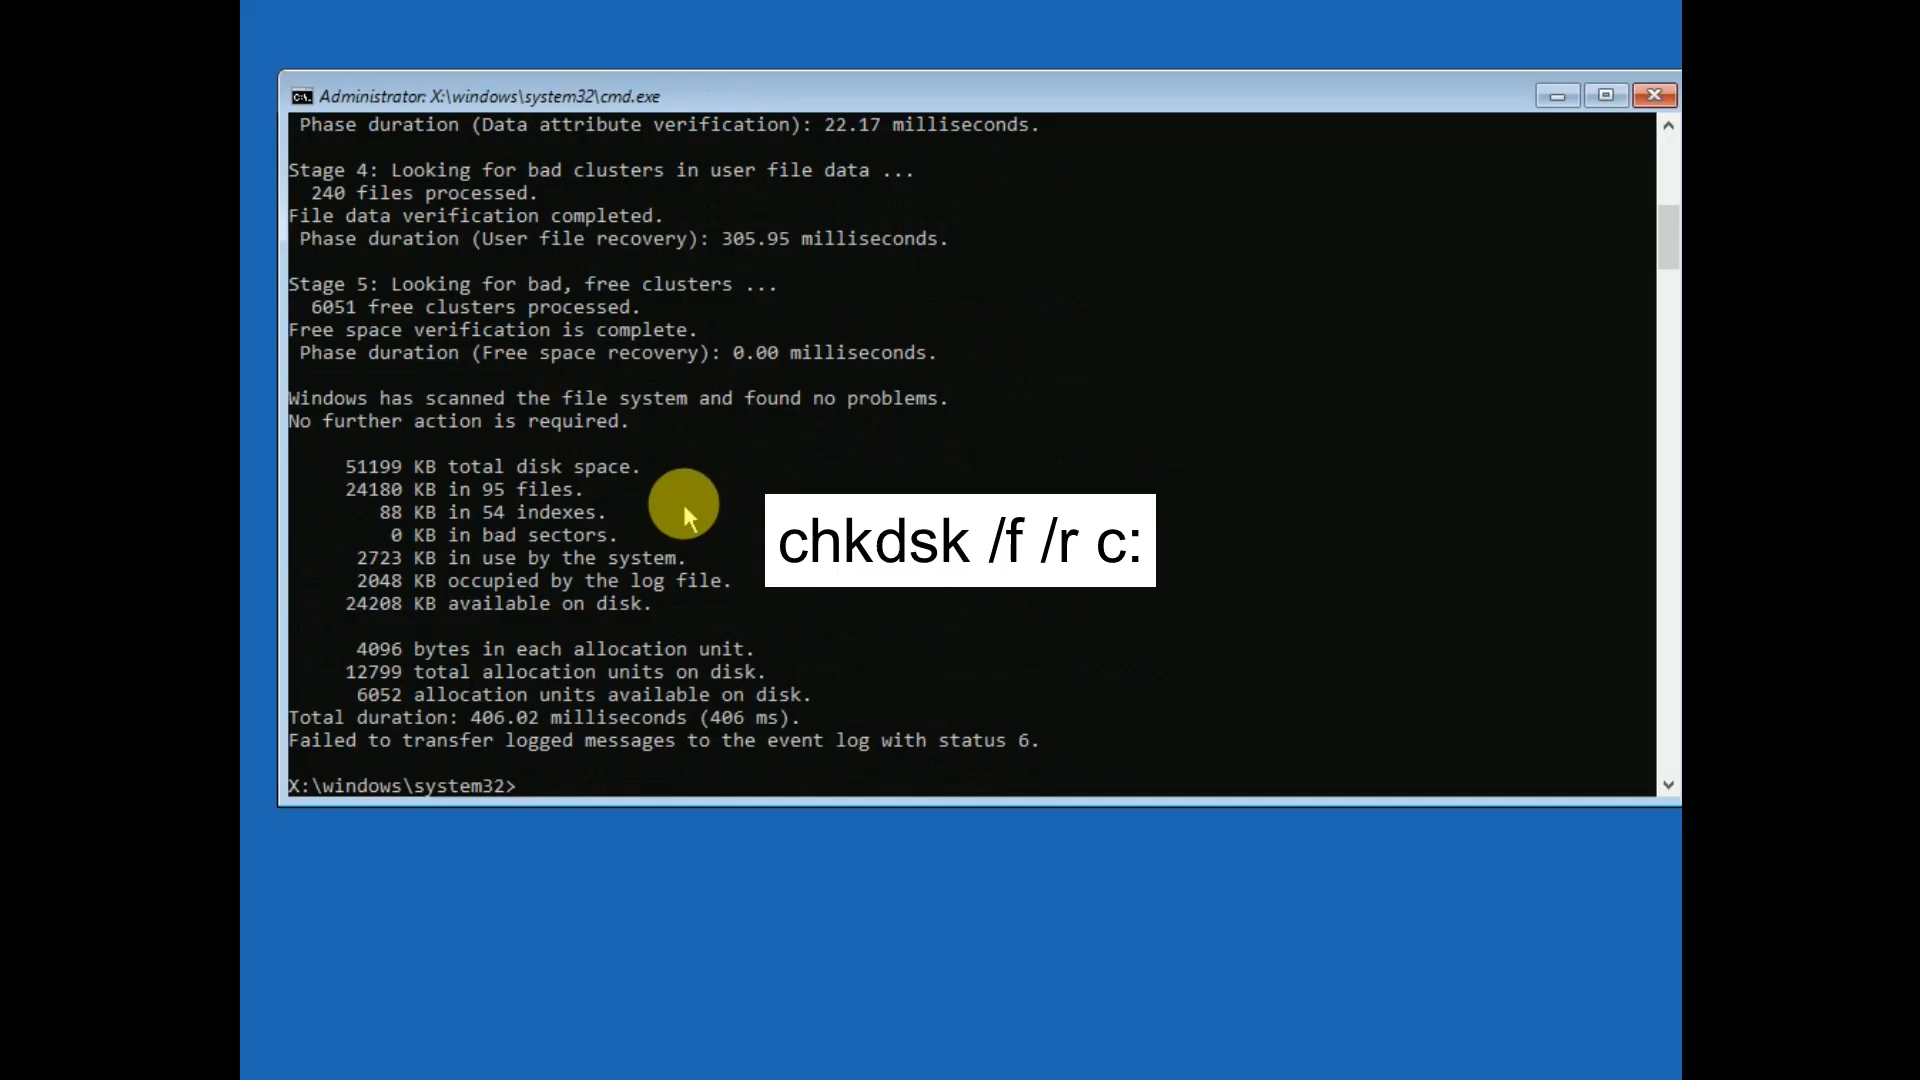 Administrator: X:\windows\system32\cmd.exe
Phase duration (Data attribute verification): 22.17 milliseconds.
Stage 4: Looking for bad clusters in user file data ...
240 files processed.
File data verification completed.
Phase duration (User file recovery): 305.95 milliseconds.
Stage 5: Looking for bad, free clusters ...
6051 free clusters processed.
Free space verification is complete.
Phase duration (Free space recovery): 0.00 milliseconds.
Windows has scanned the file system and found no problems.
No further action is required.
51199 KB total disk space.
24180 KB in 95 files.
88 KB in 54 indexes.
0 KB in bad sectors.
2723 KB in use by the system.
2048 KB occupied by the log file.
24208 KB available on disk.
chkdsk /f /r c:
4096 bytes in each allocation unit.
12799 total allocation units on disk.
6052 allocation units available on disk.
Total duration: 406.02 milliseconds (406 ms).
Failed to transfer logged messages to the event log with status 6.
X:\windows\system32>